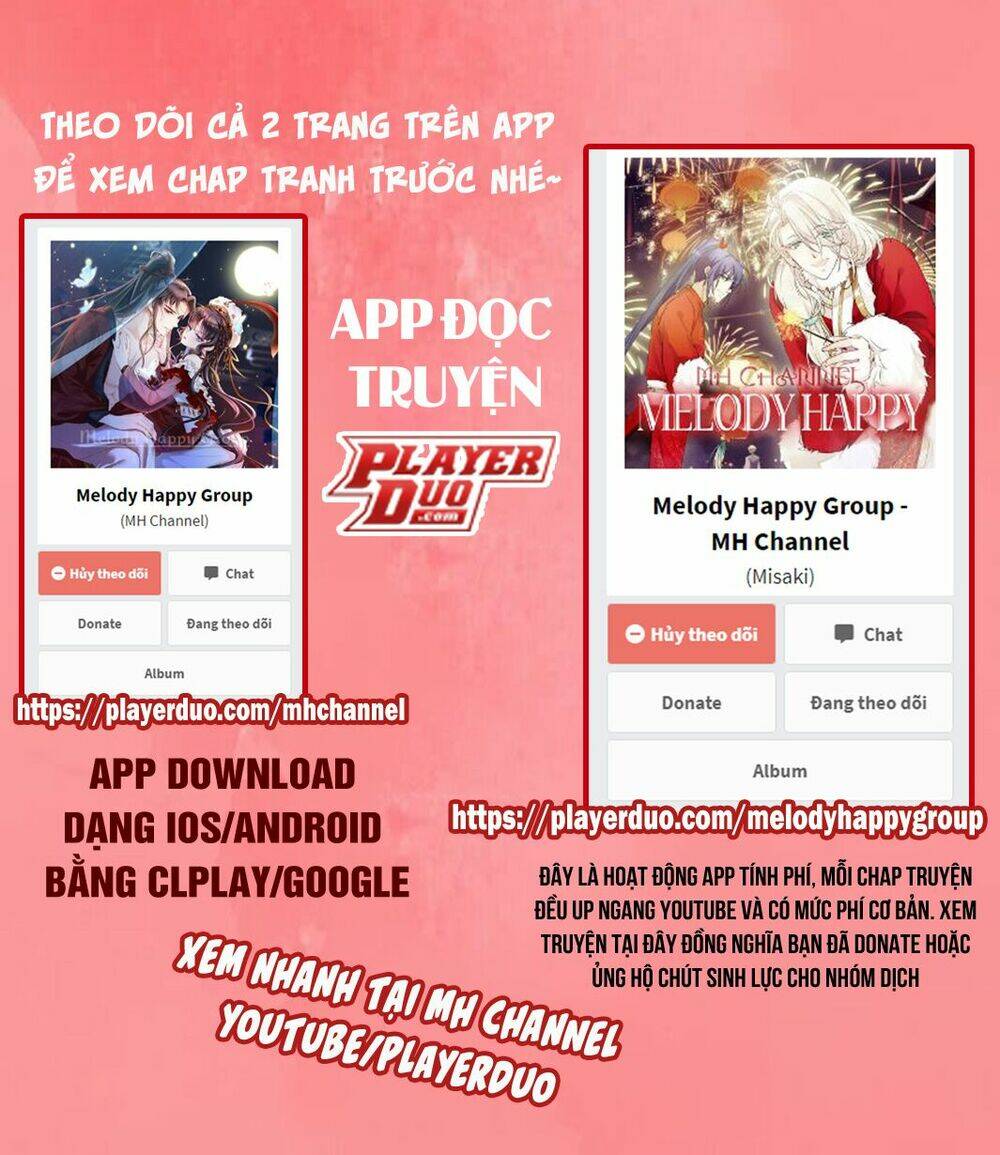 THEO DÕI CẢ 2 TRANG TRÊN APP
ĐỂ XEM CHAP TRANH TRƯỚC NHÉ~
Melody Happy Group
(MH Channel)
Hủy theo dõi
Chat
Donate
Đang theo dõi
Album
https://playerduo.com/mhchannel
APP ĐỌC
TRUYỆN
PLAYER
DUO
.com
MH CHANNEL
MELODY HAPPY
Melody Happy Group -
MH Channel
(Misaki)
Hủy theo dõi
Chat
Donate
Đang theo dõi
Album
https://playerduo.com/melodyhappygroup
APP DOWNLOAD
DẠNG IOS/ANDROID
BẰNG CLPLAY/GOOGLE
ĐÂY LÀ HOẠT ĐỘNG APP TÍNH PHÍ, MỖI CHAP TRUYỆN
ĐỀU UP NGANG YOUTUBE VÀ CÓ MỨC PHÍ CƠ BẢN. XEM
TRUYỆN TẠI ĐÂY ĐỒNG NGHĨA BẠN ĐÃ DONATE HOẶC
ỦNG HỘ CHÚT SINH LỰC CHO NHÓM DỊCH
XEM NHANH TẠI MH CHANNEL
YOUTUBE/PLAYERDUO